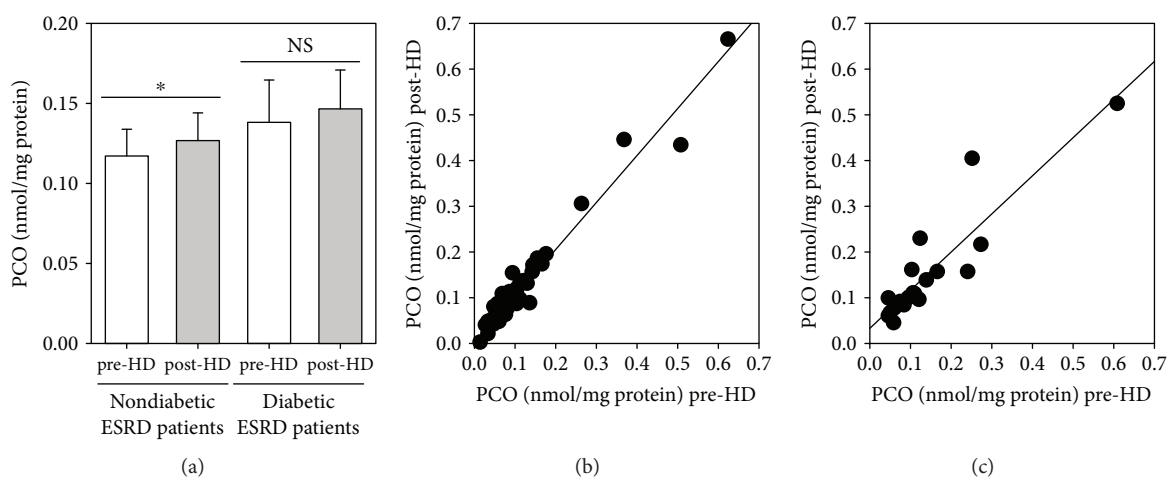 PCO (nmol/mg protein)
0.20
0.15
0.10
0.05
0.00
*
NS
pre-HD post-HD pre-HD post-HD
Nondiabetic
ESRD patients
Diabetic
ESRD patients
(a)
PCO (nmol/mg protein) post-HD
0.7
0.6
0.5
0.4
0.3
0.2
0.1
0.0
0.0 0.1 0.2 0.3 0.4 0.5 0.6 0.7
PCO (nmol/mg protein) pre-HD
(b)
PCO (nmol/mg protein) post-HD
0.7
0.6
0.5
0.4
0.3
0.2
0.1
0.0
0.0 0.1 0.2 0.3 0.4 0.5 0.6 0.7
PCO (nmol/mg protein) pre-HD
(c)